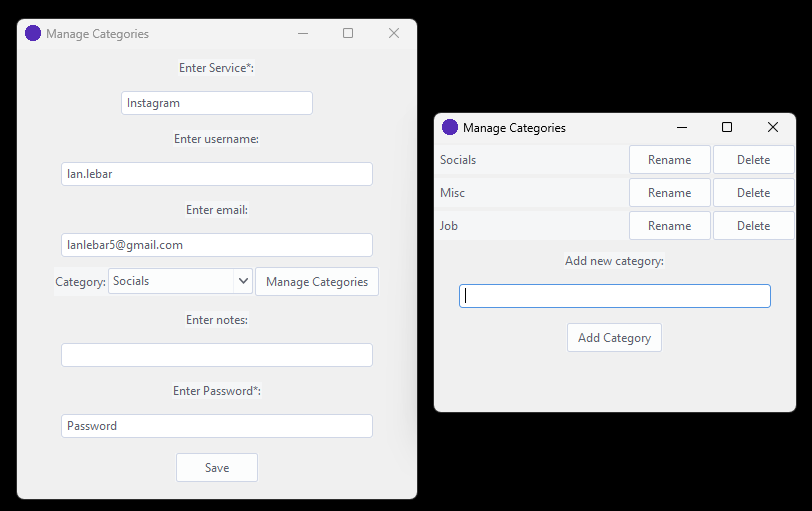 Manage Categories
Enter Service*:
Instagram
Enter username:
lan.lebar
Enter email:
lanlebar5@gmail.com
Category: Socials Manage Categories
Enter notes:
Enter Password*:
Password
Save
Manage Categories
Socials Rename Delete
Misc Rename Delete
Job Rename Delete
Add new category:
Add Category